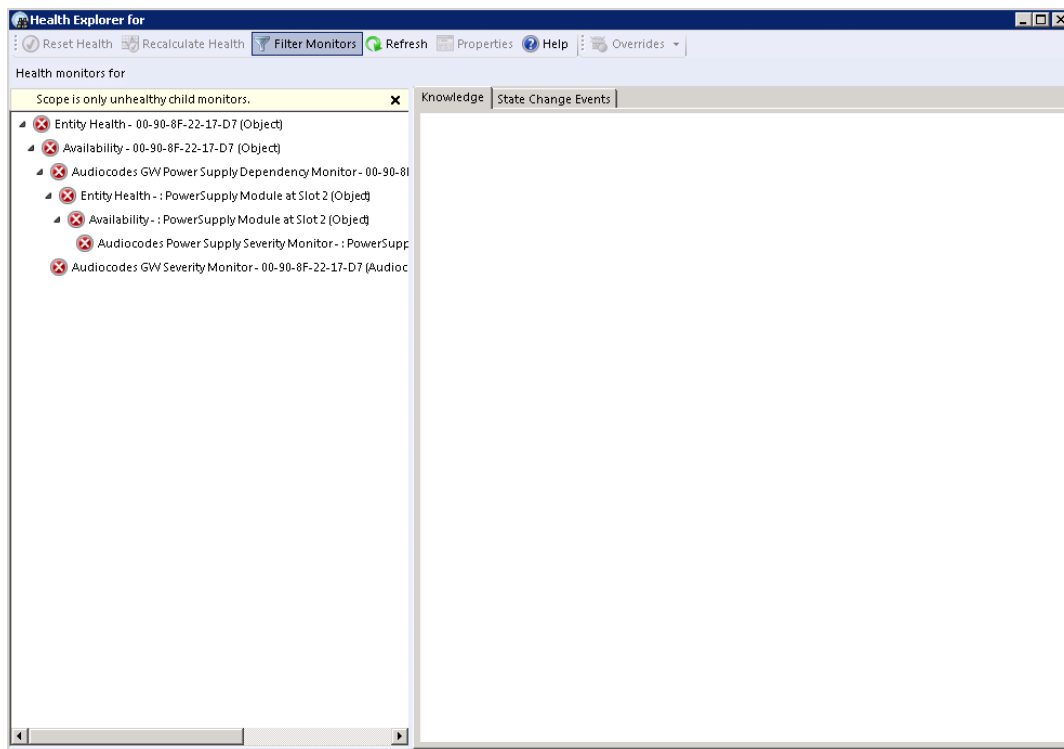 Health Explorer for
Reset Health Recalculate Health Filter Monitors Refresh Properties Help Overrides
Health monitors for
Scope is only unhealthy child monitors.
Knowledge State Change Events
Entity Health - 00-90-8F-22-17-D7 (Object)
Availability - 00-90-8F-22-17-D7 (Object)
Audiocodes GW Power Supply Dependency Monitor - 00-90-8
Entity Health - : PowerSupply Module at Slot 2 (Object)
Availability - : PowerSupply Module at Slot 2 (Object)
Audiocodes Power Supply Severity Monitor - : PowerSupp
Audiocodes GW Severity Monitor - 00-90-8F-22-17-D7 (Audioc